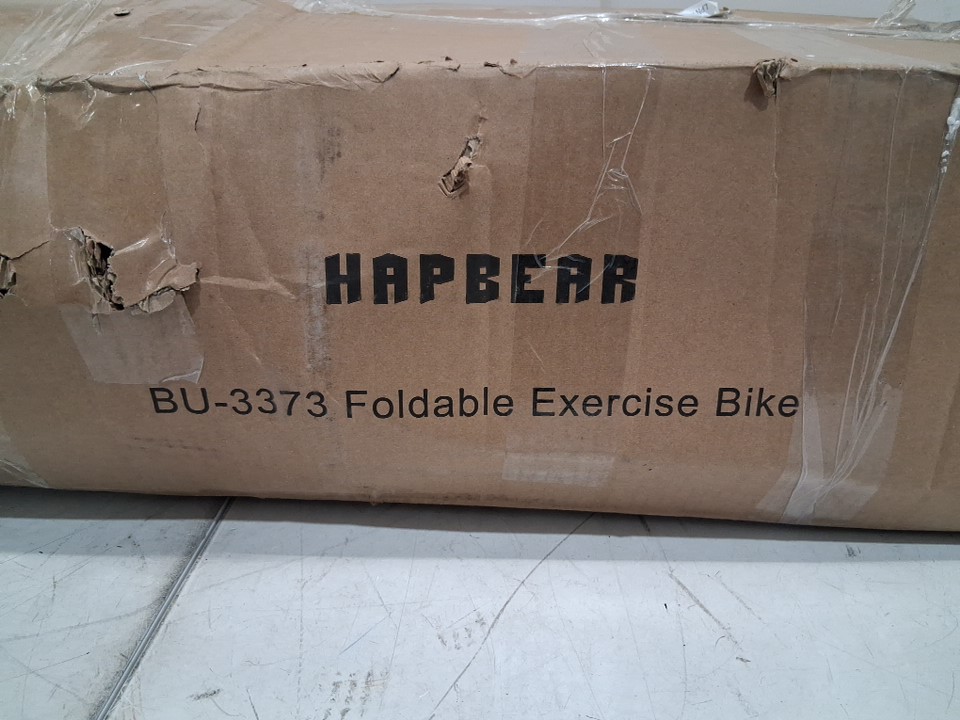 HAPBEAR
BU-3373 Foldable Exercise Bike